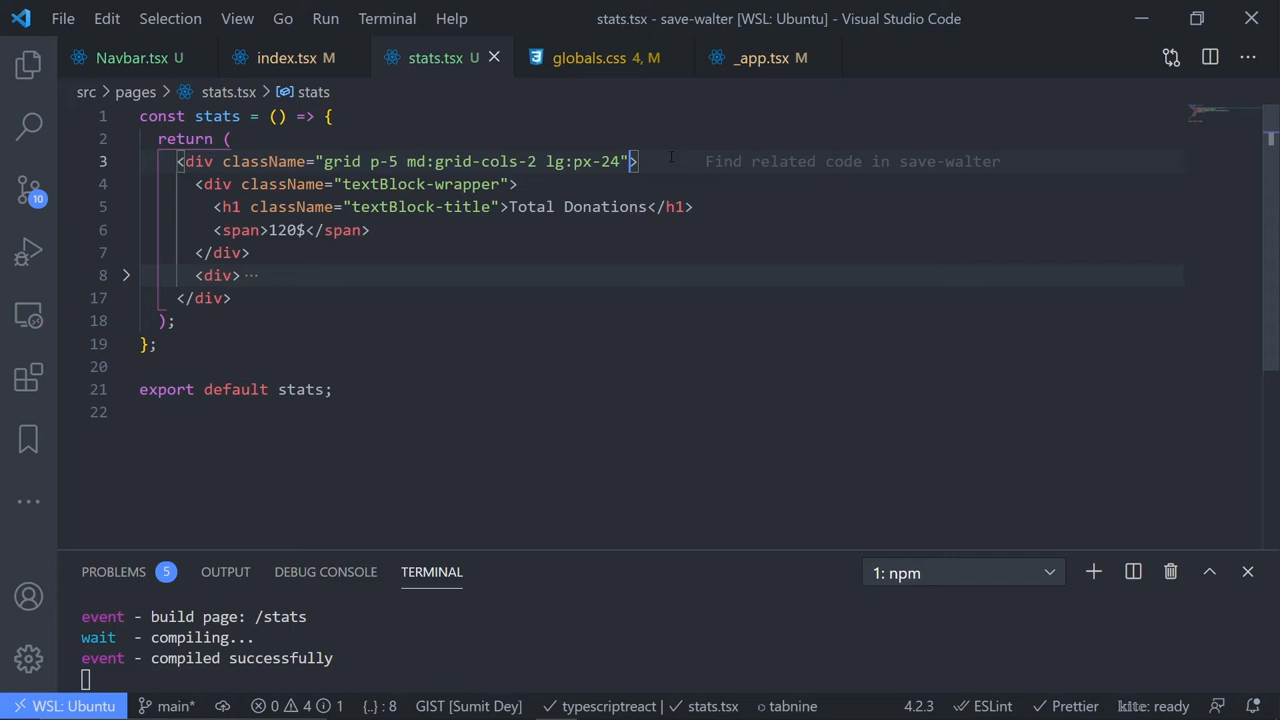 File Edit Selection View Go Run Terminal Help stats.tsx - save-walter [WSL: Ubuntu] - Visual Studio Code
Navbar.tsx U index.tsx M stats.tsx U globals.css 4, M _app.tsx M
src > pages > stats.tsx > stats
1 const stats = () => {
2 return (
3 <div className="grid p-5 md:grid-cols-2 lg:px-24"> Find related code in save-walter
4 <div className="textBlock-wrapper">
5 <h1 className="textBlock-title">Total Donations</h1>
6 <span>120$</span>
7 </div>
8 <div>···
17 </div>
18 );
19 };
20
21 export default stats;
22
10
PROBLEMS 5 OUTPUT DEBUG CONSOLE TERMINAL 1: npm
event - build page: /stats
wait - compiling...
event - compiled successfully
WSL: Ubuntu main* 0 4 1 {..} : 8 GIST [Sumit Dey] typescriptreact stats.tsx tabnine 4.2.3 ESLint Prettier kite: ready